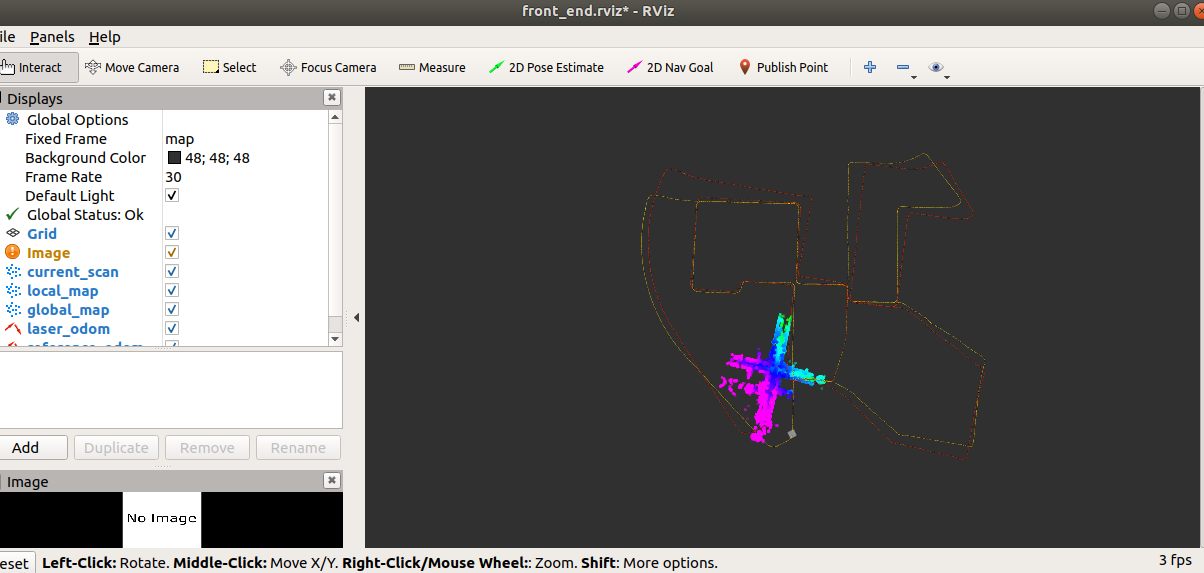 front_end.rviz* - RViz
ile Panels Help
Interact Move Camera Select Focus Camera Measure 2D Pose Estimate 2D Nav Goal Publish Point
Displays
Global Options
Fixed Frame map
Background Color 48; 48; 48
Frame Rate 30
Default Light
Global Status: Ok
Grid
Image
current_scan
local_map
global_map
laser_odom
Add Duplicate Remove Rename
Image
No Image
eset Left-Click: Rotate. Middle-Click: Move X/Y. Right-Click/Mouse Wheel:: Zoom. Shift: More options. 3 fps